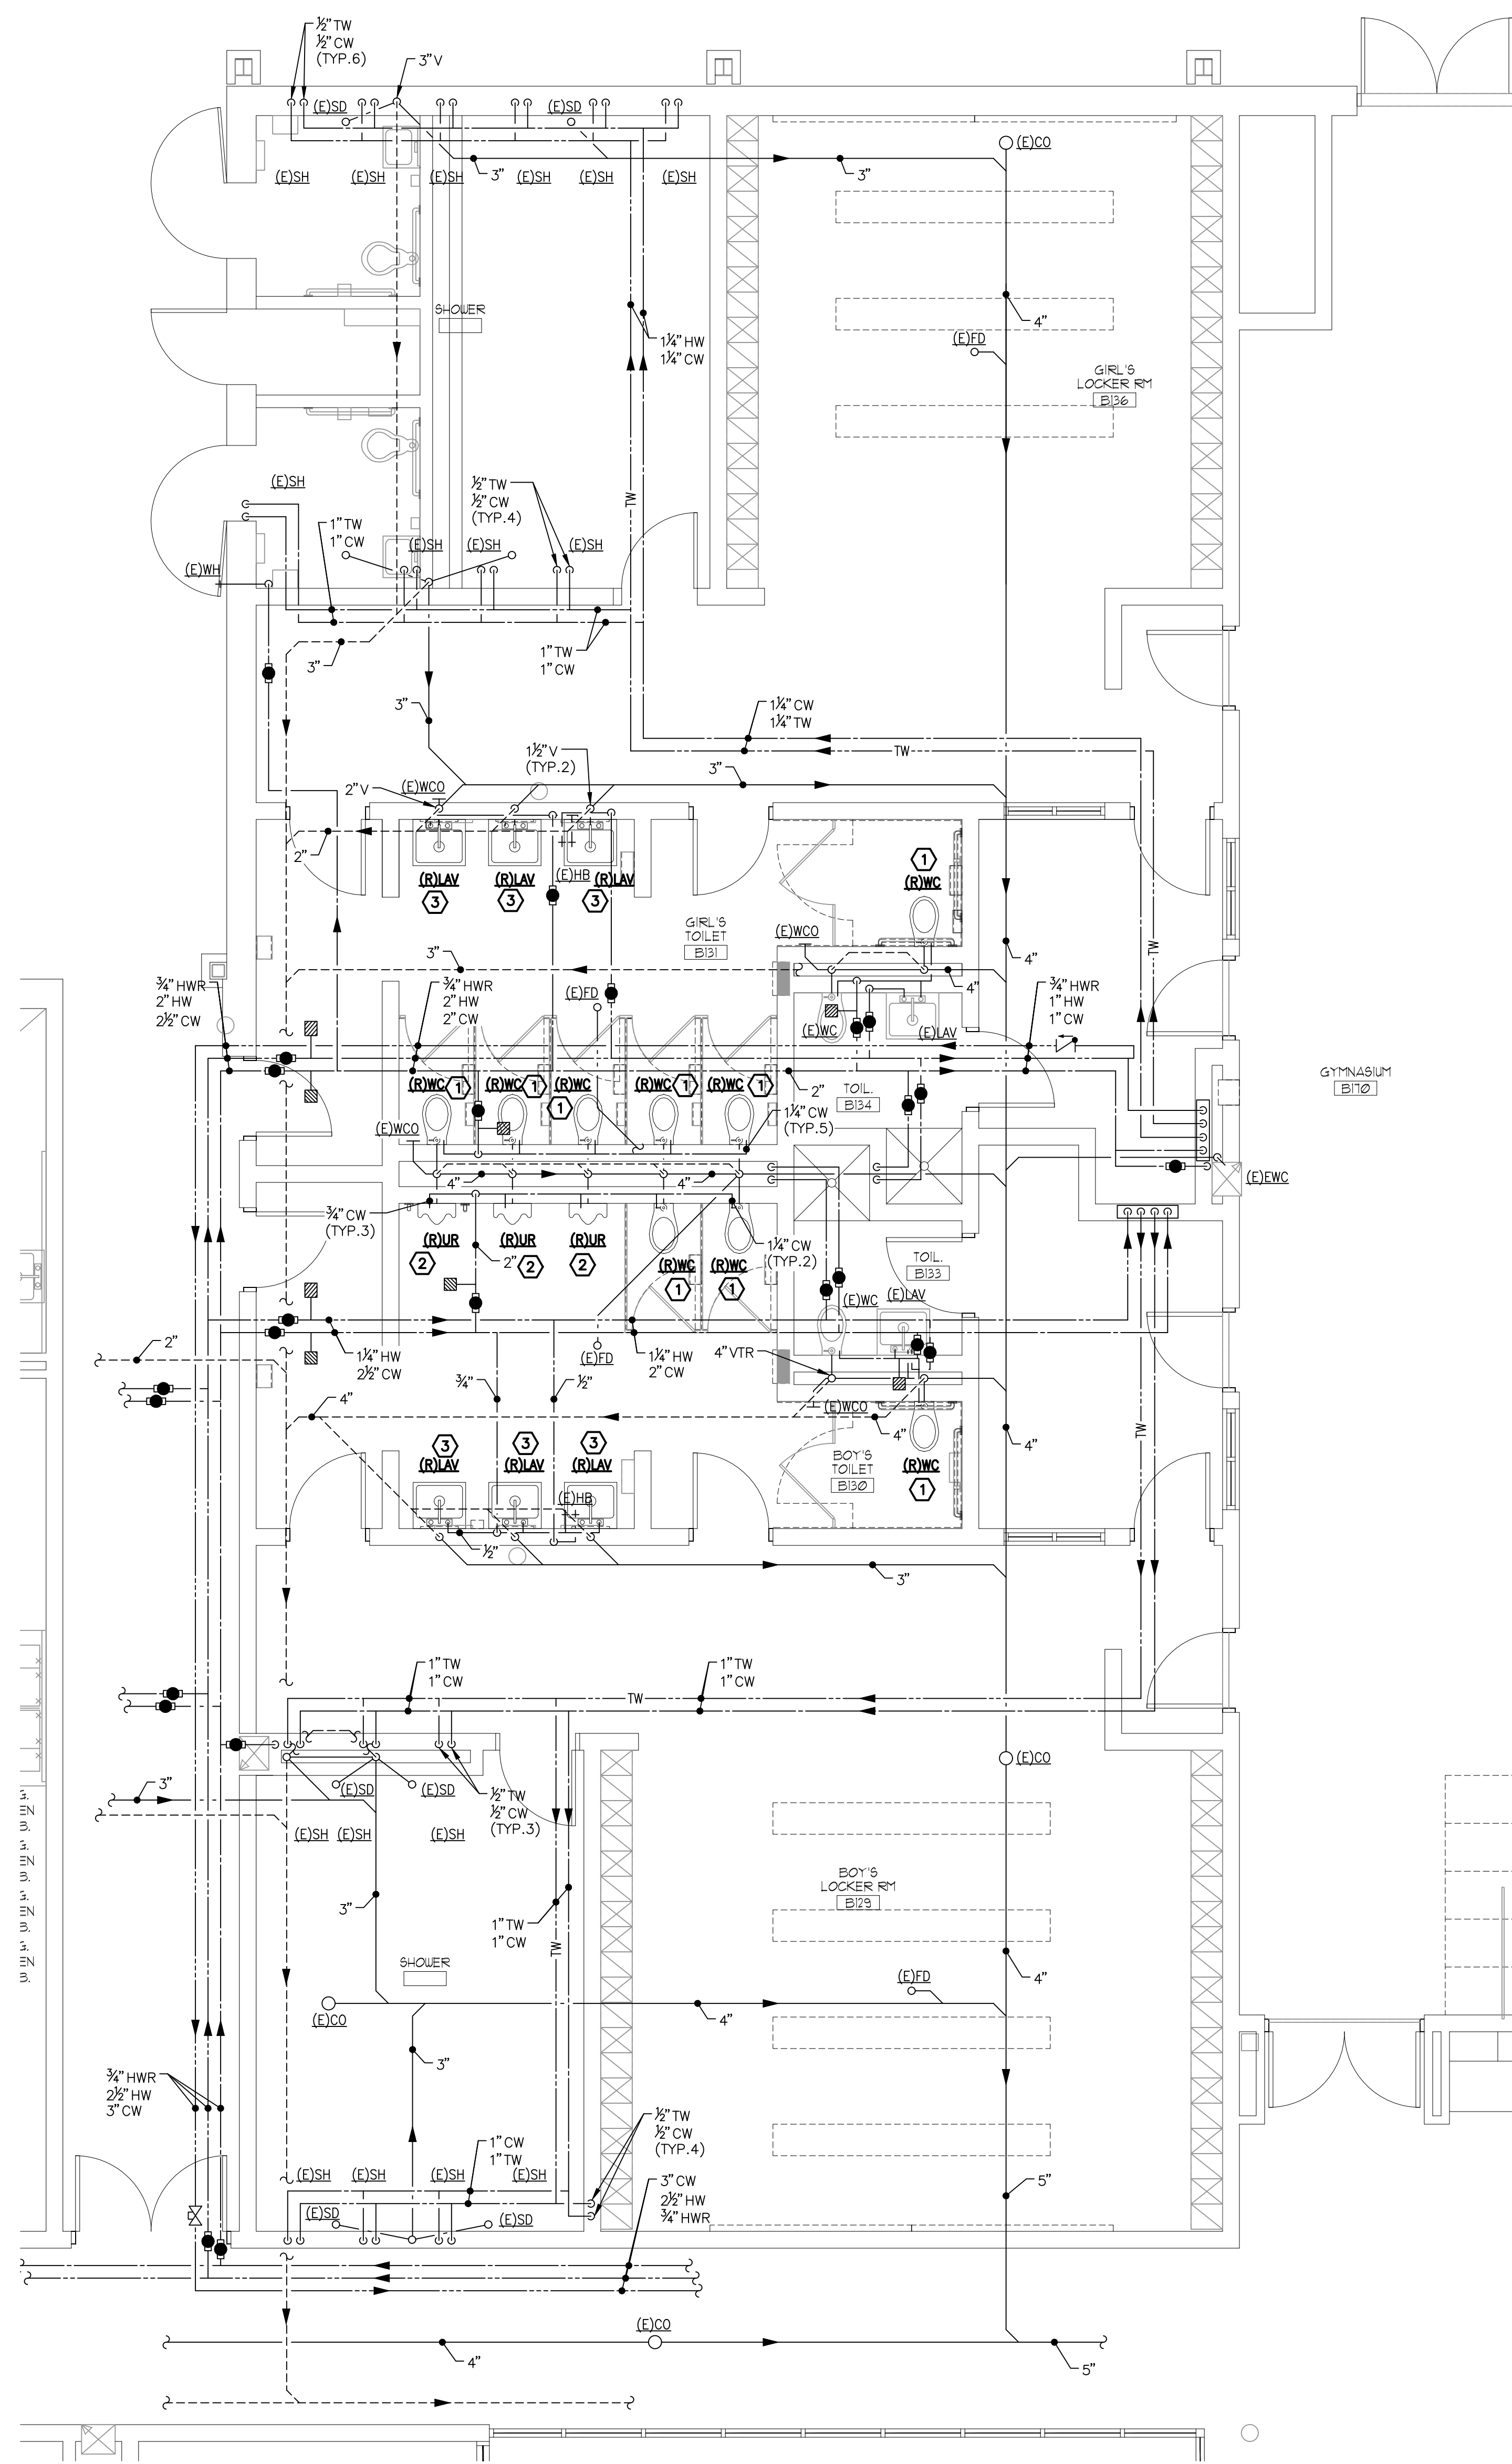 ½" TW
½" CW
(TYP.6)
3" V
(E)SD
(E)SD
(E)CO
(E)SH
(E)SH
(E)SH
(E)SH
(E)SH
(E)SH
3"
3"
SHOWER
4"
1¼" HW
1¼" CW
(E)FD
GIRL'S
LOCKER RM
B136
(E)SH
½" TW
½" CW
(TYP.4)
TW
1" TW
1" CW
(E)SH
(E)SH
(E)SH
(E)WH
3"
1" TW
1" CW
3"
1¼" CW
1¼" TW
TW
1½" V
(TYP.2)
3"
2" V
(E)WCO
2"
(E)HB
(R)LAV
(R)LAV
(R)LAV
3
3
3
1
(R)WC
GIRL'S
TOILET
B131
(E)WCO
3"
4"
4"
TW
¾" HWR
2" HW
2½" CW
¾" HWR
2" HW
2" CW
(E)FD
¾" HWR
1" HW
1" CW
(E)WC
(E)LAV
GYMNASIUM
B170
(R)WC
(R)WC
(R)WC
(R)WC
(R)WC
1
1
1
1
1
2"
TOIL.
B134
1¼" CW
(TYP.5)
(E)WCO
4"
4"
(E)EWC
¾" CW
(TYP.3)
(R)UR
(R)UR
(R)UR
2
2
2
2"
1¼" CW
(TYP.2)
(R)WC
(R)WC
1
1
TOIL.
B133
(E)WC
(E)LAV
2"
1¼" HW
2½" CW
(E)FD
1¼" HW
2" CW
4" VTR
¾"
½"
4"
(E)WCO
4"
TW
4"
3
3
3
(R)LAV
(R)LAV
(R)LAV
BOY'S
TOILET
B130
(R)WC
1
(E)HB
½"
3"
1" TW
1" CW
1" TW
1" CW
TW
(E)CO
3"
(E)SD
(E)SD
½" TW
½" CW
(TYP.3)
(E)SH
(E)SH
(E)SH
G.
EN
B.
G.
EN
B.
G.
EN
B.
G.
EN
B.
BOY'S
LOCKER RM
B129
3"
1" TW
1" CW
TW
SHOWER
4"
(E)FD
(E)CO
4"
3"
¾" HWR
2½" HW
3" CW
½" TW
½" CW
(TYP.4)
1" CW
1" TW
(E)SH
(E)SH
(E)SH
(E)SH
3" CW
2½" HW
¾" HWR
5"
(E)SD
(E)SD
(E)CO
4"
5"